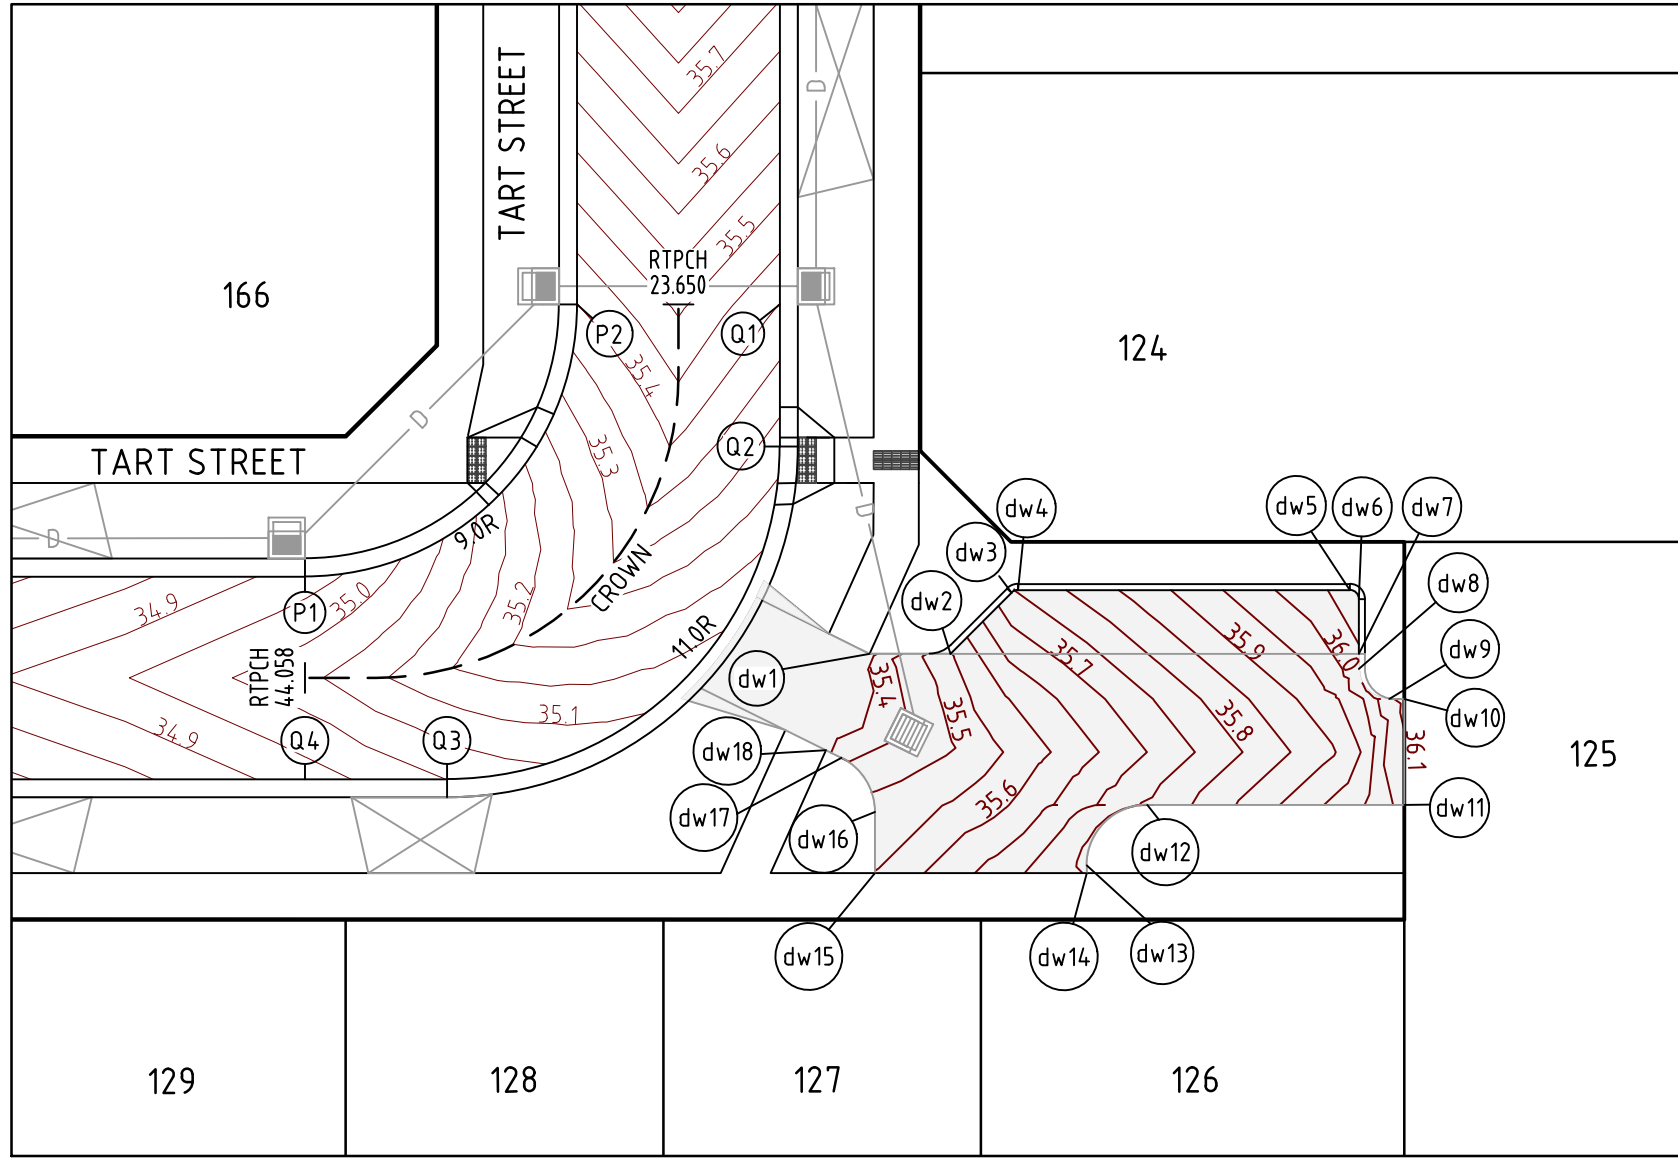 35.7
TART STREET
D
35.6
35.5
RTPCH
23.650
166
P2
Q1
124
35.4
D
35.3
Q2
TART STREET
D
9.0R
D
dw4
dw5
dw6
dw7
dw3
CROWN
34.9
P1
35.0
35.2
dw2
dw8
11.0R
35.7
35.9
36.0
dw9
RTPCH
44.058
dw1
35.4
35.1
35.5
35.8
dw10
34.9
Q4
Q3
dw18
36.1
125
35.6
dw17
dw16
dw11
dw12
dw15
dw14
dw13
129
128
127
126